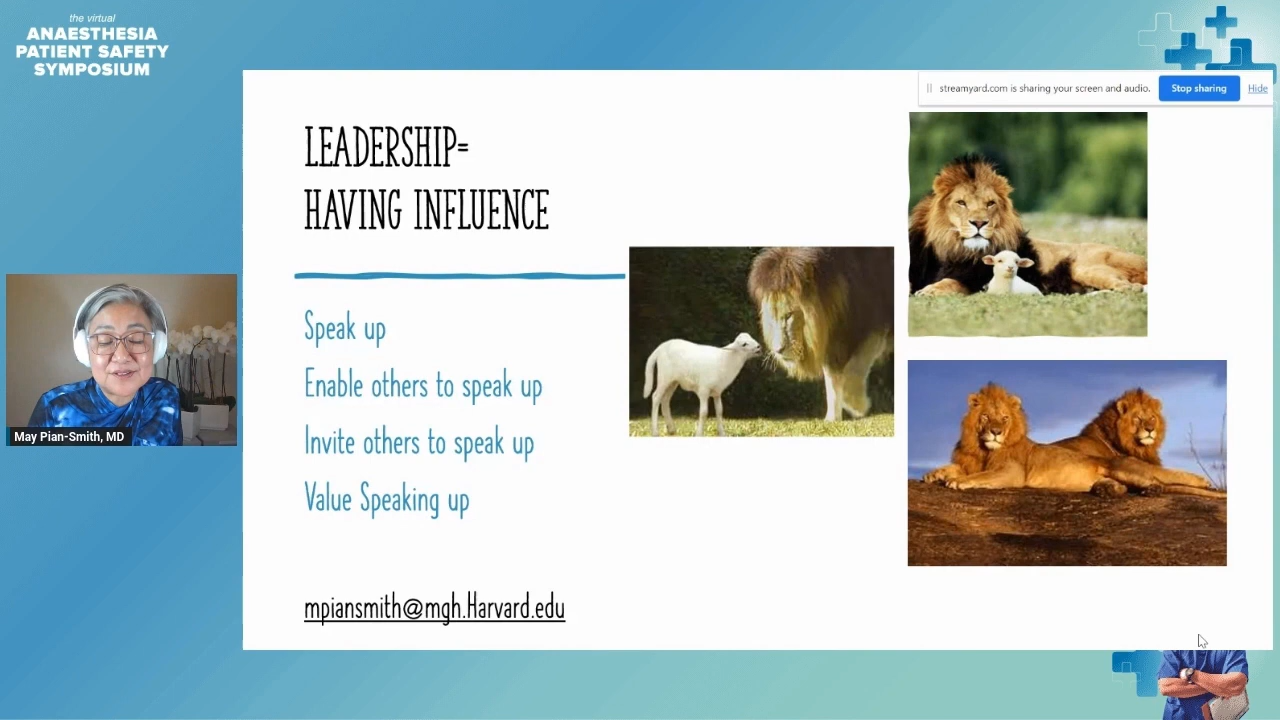 the virtual
ANAESTHESIA
PATIENT SAFETY
SYMPOSIUM
streamyard.com is sharing your screen and audio. Stop sharing Hide
LEADERSHIP=
HAVING INFLUENCE
Speak up
Enable others to speak up
Invite others to speak up
Value Speaking up
mpiansmith@mgh.Harvard.edu
May Pian-Smith, MD